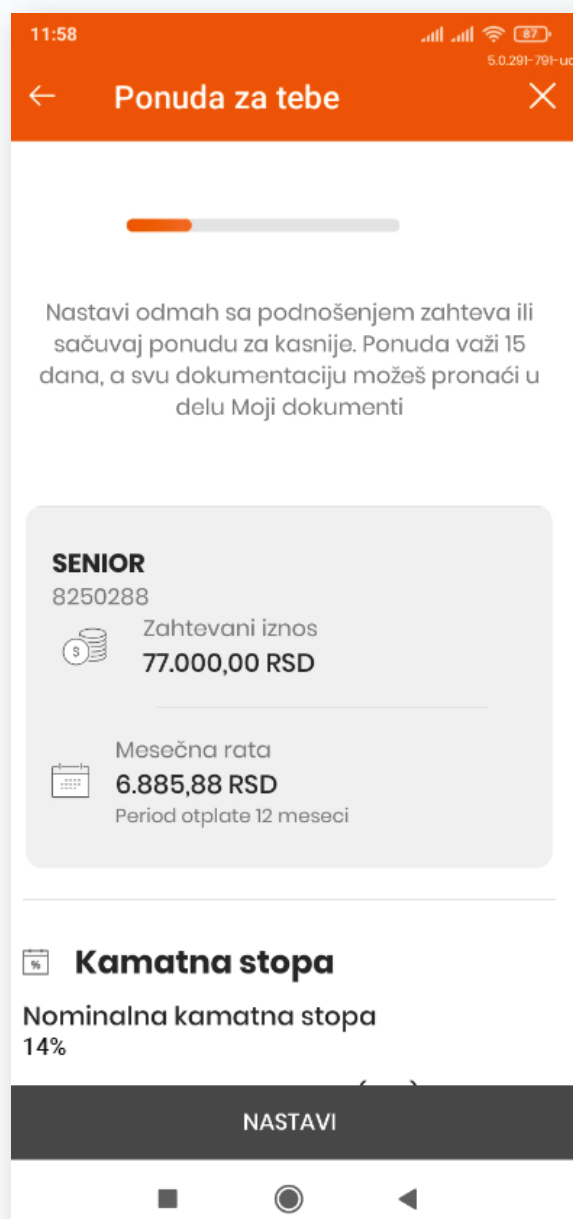 11:58
87
5.0.291-791-ua
Ponuda za tebe
Nastavi odmah sa podnošenjem zahteva ili
sačuvaj ponudu za kasnije. Ponuda važi 15
dana, a svu dokumentaciju možeš pronaći u
delu Moji dokumenti
SENIOR
8250288
Zahtevani iznos
77.000,00 RSD
Mesečna rata
6.885,88 RSD
Period otplate 12 meseci
Kamatna stopa
Nominalna kamatna stopa
14%
NASTAVI